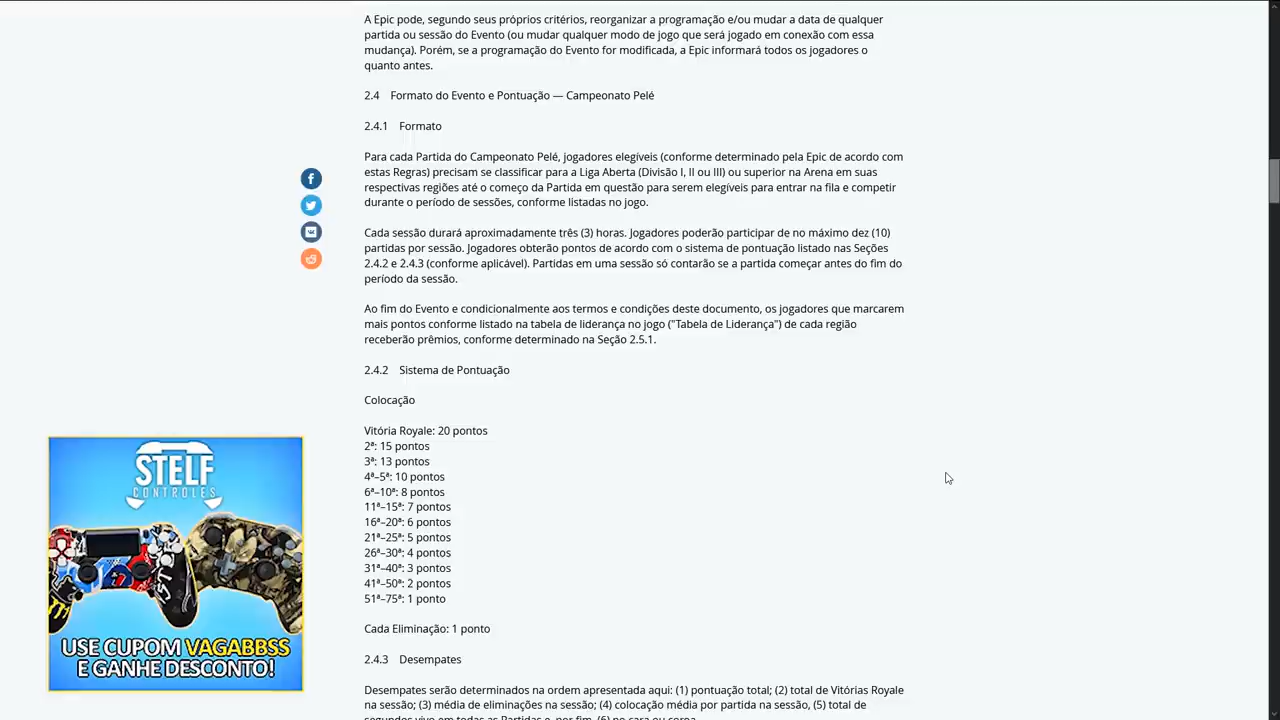 A Epic pode, segundo seus próprios critérios, reorganizar a programação e/ou mudar a data de qualquer
partida ou sessão do Evento (ou mudar qualquer modo de jogo que será jogado em conexão com essa
mudança). Porém, se a programação do Evento for modificada, a Epic informará todos os jogadores o
quanto antes.
2.4 Formato do Evento e Pontuação — Campeonato Pelé
2.4.1 Formato
Para cada Partida do Campeonato Pelé, jogadores elegíveis (conforme determinado pela Epic de acordo com
estas Regras) precisam se classificar para a Liga Aberta (Divisão I, II ou III) ou superior na Arena em suas
respectivas regiões até o começo da Partida em questão para serem elegíveis para entrar na fila e competir
durante o período de sessões, conforme listadas no jogo.
Cada sessão durará aproximadamente três (3) horas. Jogadores poderão participar de no máximo dez (10)
partidas por sessão. Jogadores obterão pontos de acordo com o sistema de pontuação listado nas Seções
2.4.2 e 2.4.3 (conforme aplicável). Partidas em uma sessão só contarão se a partida começar antes do fim do
período da sessão.
Ao fim do Evento e condicionalmente aos termos e condições deste documento, os jogadores que marcarem
mais pontos conforme listado na tabela de liderança no jogo ("Tabela de Liderança") de cada região
receberão prêmios, conforme determinado na Seção 2.5.1.
2.4.2 Sistema de Pontuação
Colocação
Vitória Royale: 20 pontos
2ª: 15 pontos
3ª: 13 pontos
4ª–5ª: 10 pontos
6ª–10ª: 8 pontos
11ª–15ª: 7 pontos
16ª–20ª: 6 pontos
21ª–25ª: 5 pontos
26ª–30ª: 4 pontos
31ª–40ª: 3 pontos
41ª–50ª: 2 pontos
51ª–75ª: 1 ponto
Cada Eliminação: 1 ponto
2.4.3 Desempates
Desempates serão determinados na ordem apresentada aqui: (1) pontuação total; (2) total de Vitórias Royale
na sessão; (3) média de eliminações na sessão; (4) colocação média por partida na sessão, (5) total de
segundos vivo em todas as Partidas e, por fim, (6) no cara ou coroa.
STELF
CONTROLES
USE CUPOM VAGABBSS
E GANHE DESCONTO!